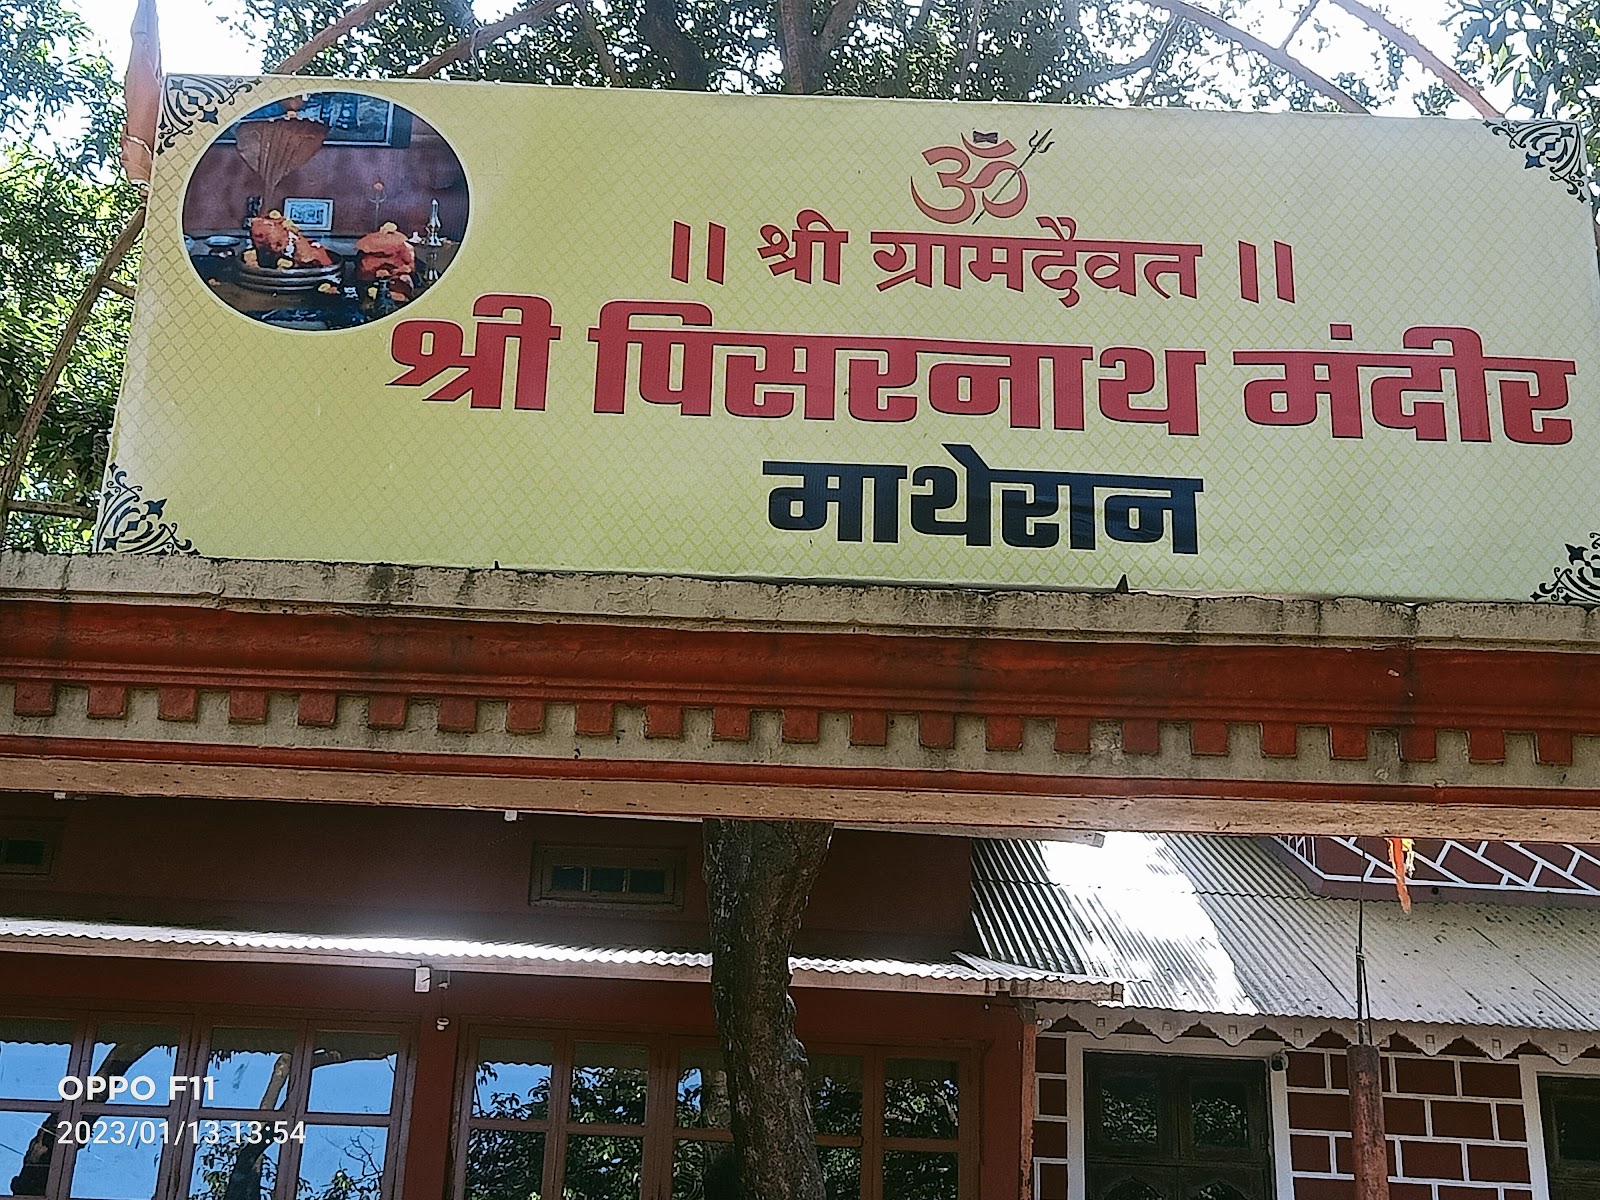 ॐ
।। श्री ग्रामदैवत ।।
श्री पिसरनाथ मंदीर
माथेरान
OPPO F11
2023/01/13 13:54